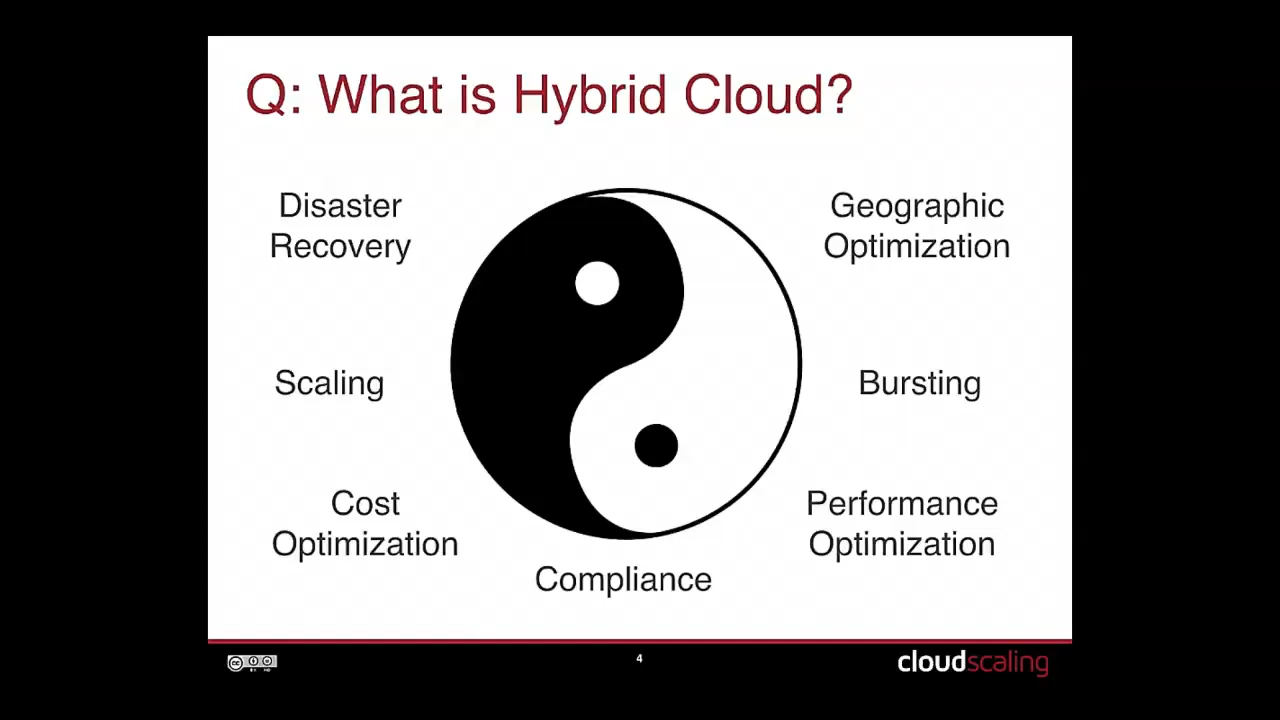 Q: What is Hybrid Cloud?
Disaster
Recovery
Geographic
Optimization
Scaling
Bursting
Cost
Optimization
Performance
Optimization
Compliance
4
cloudscaling